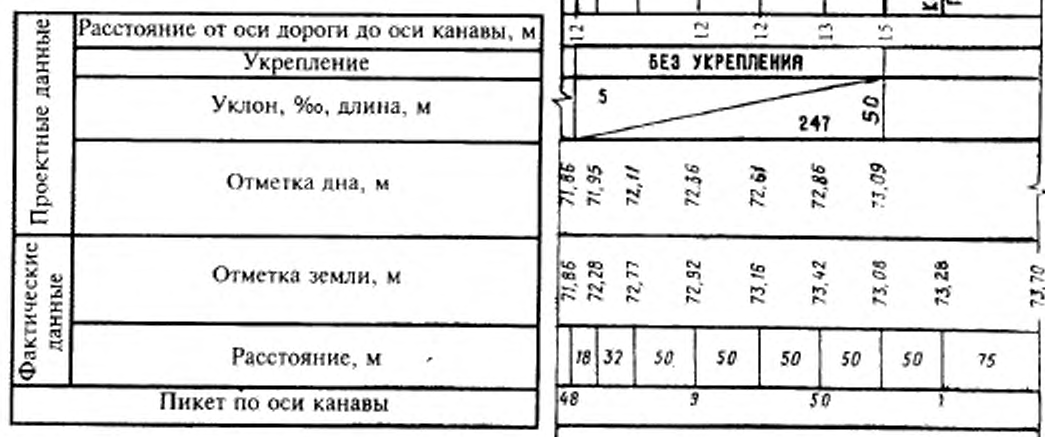 Проектные данные
Расстояние от оси дороги до оси канавы, м
12 12 12 13 15
Укрепление
БЕЗ УКРЕПЛЕНИЯ
Уклон, ‰, длина, м
5 247 50
Отметка дна, м
71,86 71,95 72,11 72,36 72,61 72,86 73,09
Фактические данные
Отметка земли, м
71,86 72,28 72,77 72,92 73,16 73,42 73,08 73,28 73,70
Расстояние, м
18 32 50 50 50 50 50 75
Пикет по оси канавы
48 9 50 1